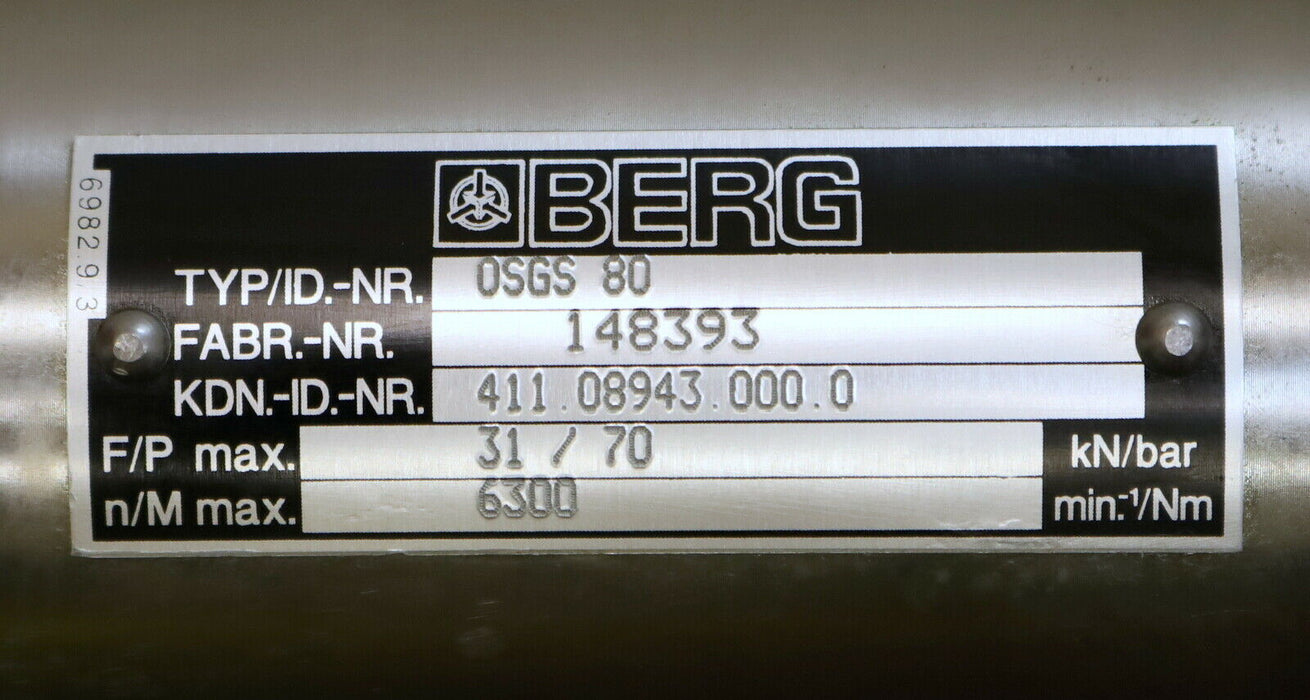 BERG
6982.9.3
TYP/ID.-NR. OSGS 80
FABR.-NR. 148393
KDN.-ID.-NR. 411.08943.000.0
F/P max. 31 / 70 kN/bar
n/M max. 6300 min.-¹/Nm